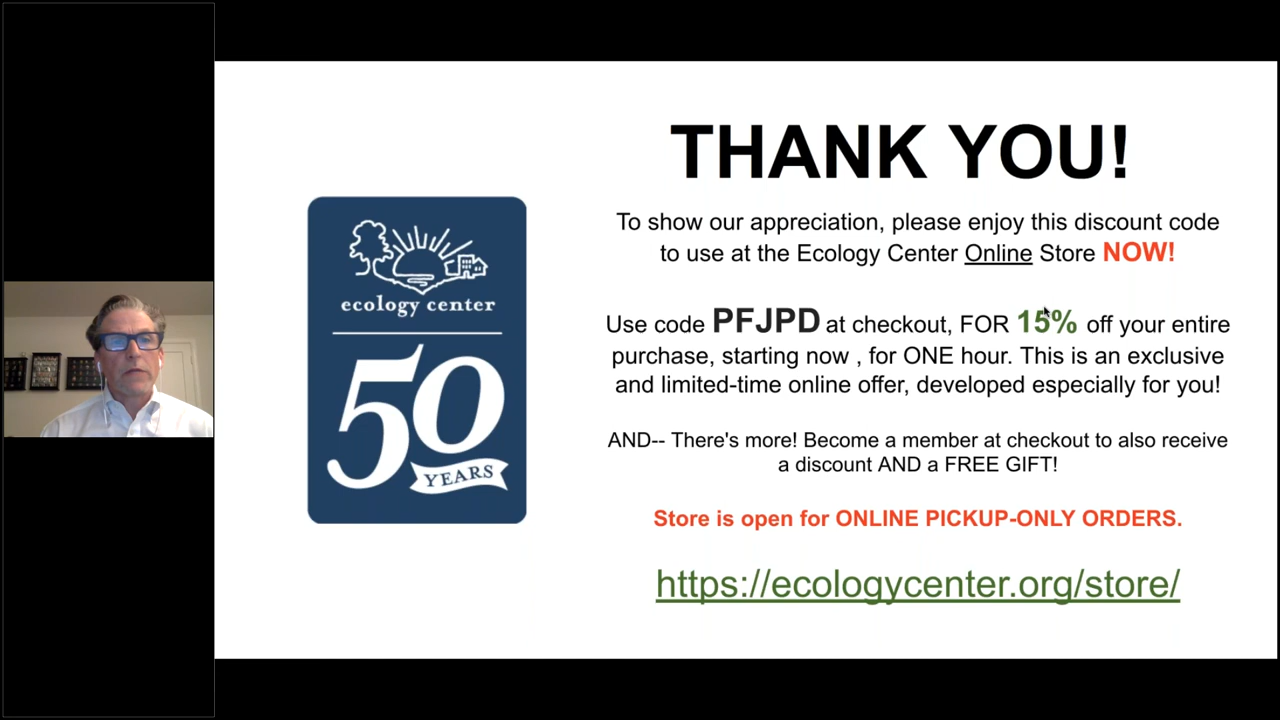 THANK YOU!
To show our appreciation, please enjoy this discount code
to use at the Ecology Center Online Store NOW!
Use code PFJPD at checkout, FOR 15% off your entire
purchase, starting now , for ONE hour. This is an exclusive
and limited-time online offer, developed especially for you!
AND-- There's more! Become a member at checkout to also receive
a discount AND a FREE GIFT!
Store is open for ONLINE PICKUP-ONLY ORDERS.
https://ecologycenter.org/store/
ecology center
50
YEARS